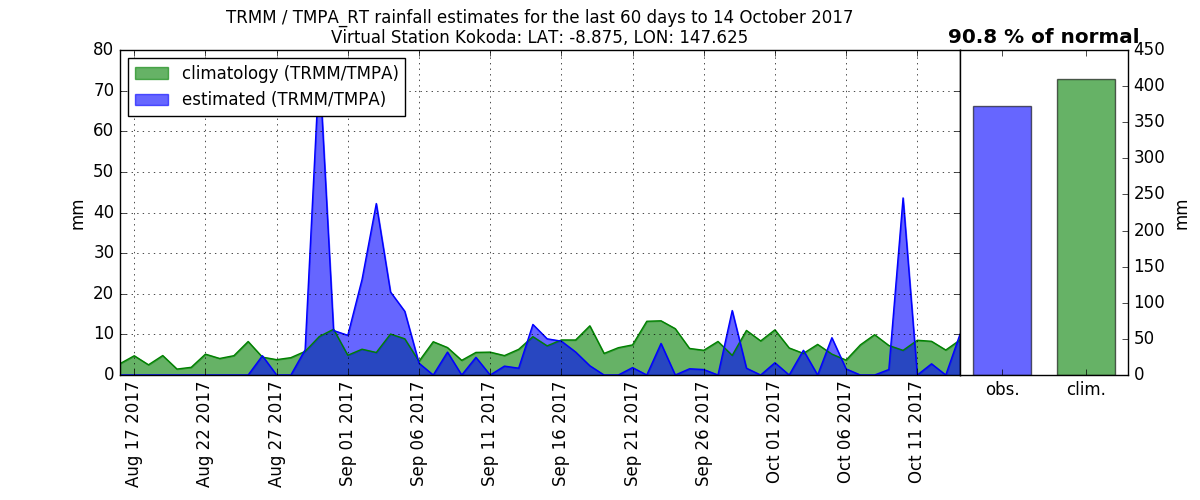 TRMM / TMPA_RT rainfall estimates for the last 60 days to 14 October 2017
Virtual Station Kokoda: LAT: -8.875, LON: 147.625
90.8 % of normal
climatology (TRMM/TMPA)
estimated (TRMM/TMPA)
mm
80
70
60
50
40
30
20
10
0
Aug 17 2017
Aug 22 2017
Aug 27 2017
Sep 01 2017
Sep 06 2017
Sep 11 2017
Sep 16 2017
Sep 21 2017
Sep 26 2017
Oct 01 2017
Oct 06 2017
Oct 11 2017
450
400
350
300
250
200
150
100
50
0
mm
obs.
clim.